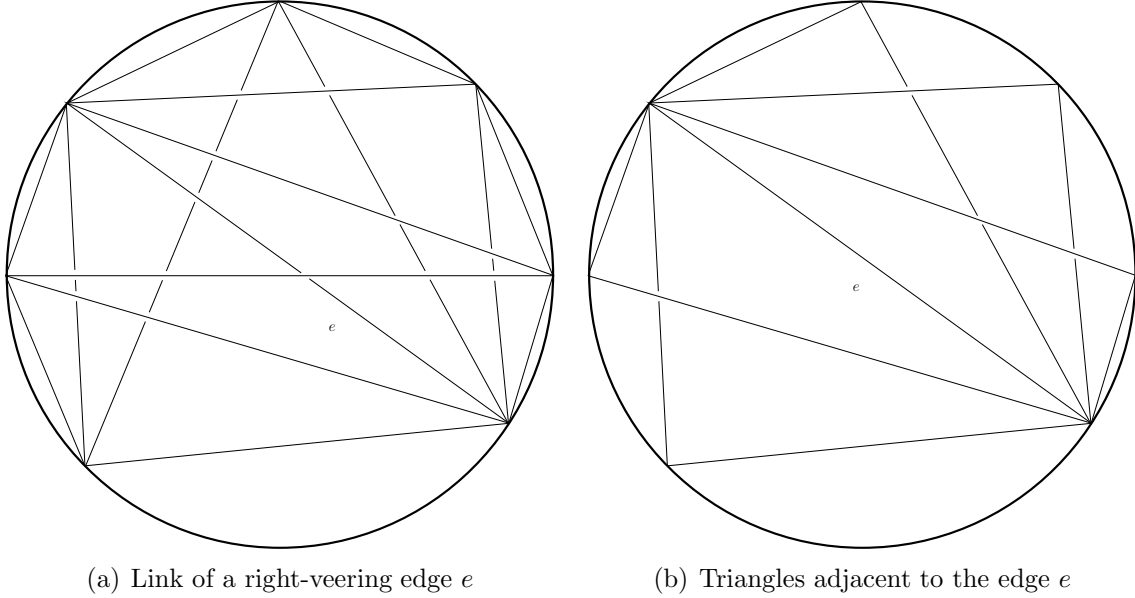 e
e
(a) Link of a right-veering edge e
(b) Triangles adjacent to the edge e